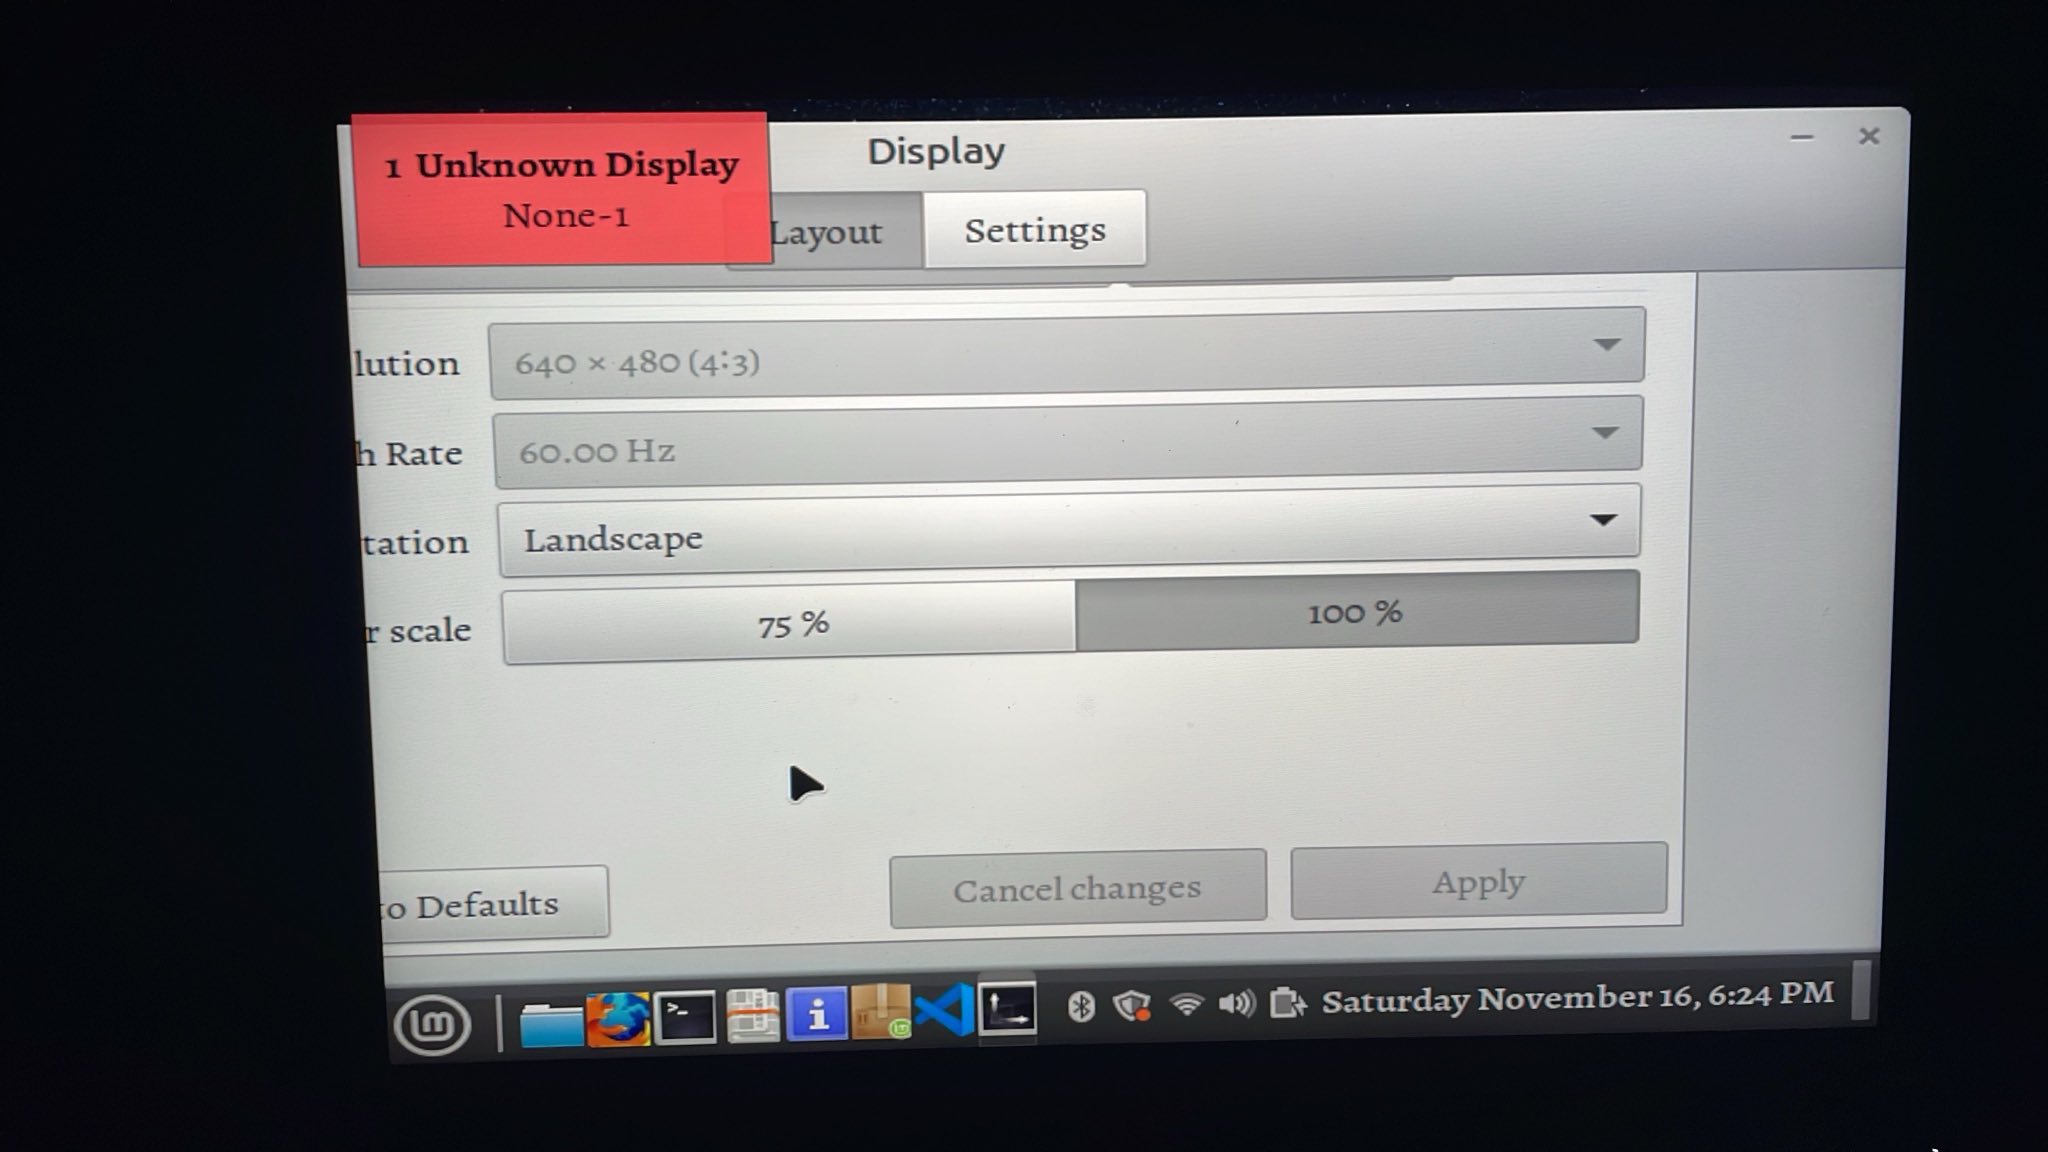 1 Unknown Display
None-1
Display
Layout
Settings
lution
640 × 480 (4:3)
h Rate
60.00 Hz
tation
Landscape
r scale
75 %
100 %
to Defaults
Cancel changes
Apply
Saturday November 16, 6:24 PM